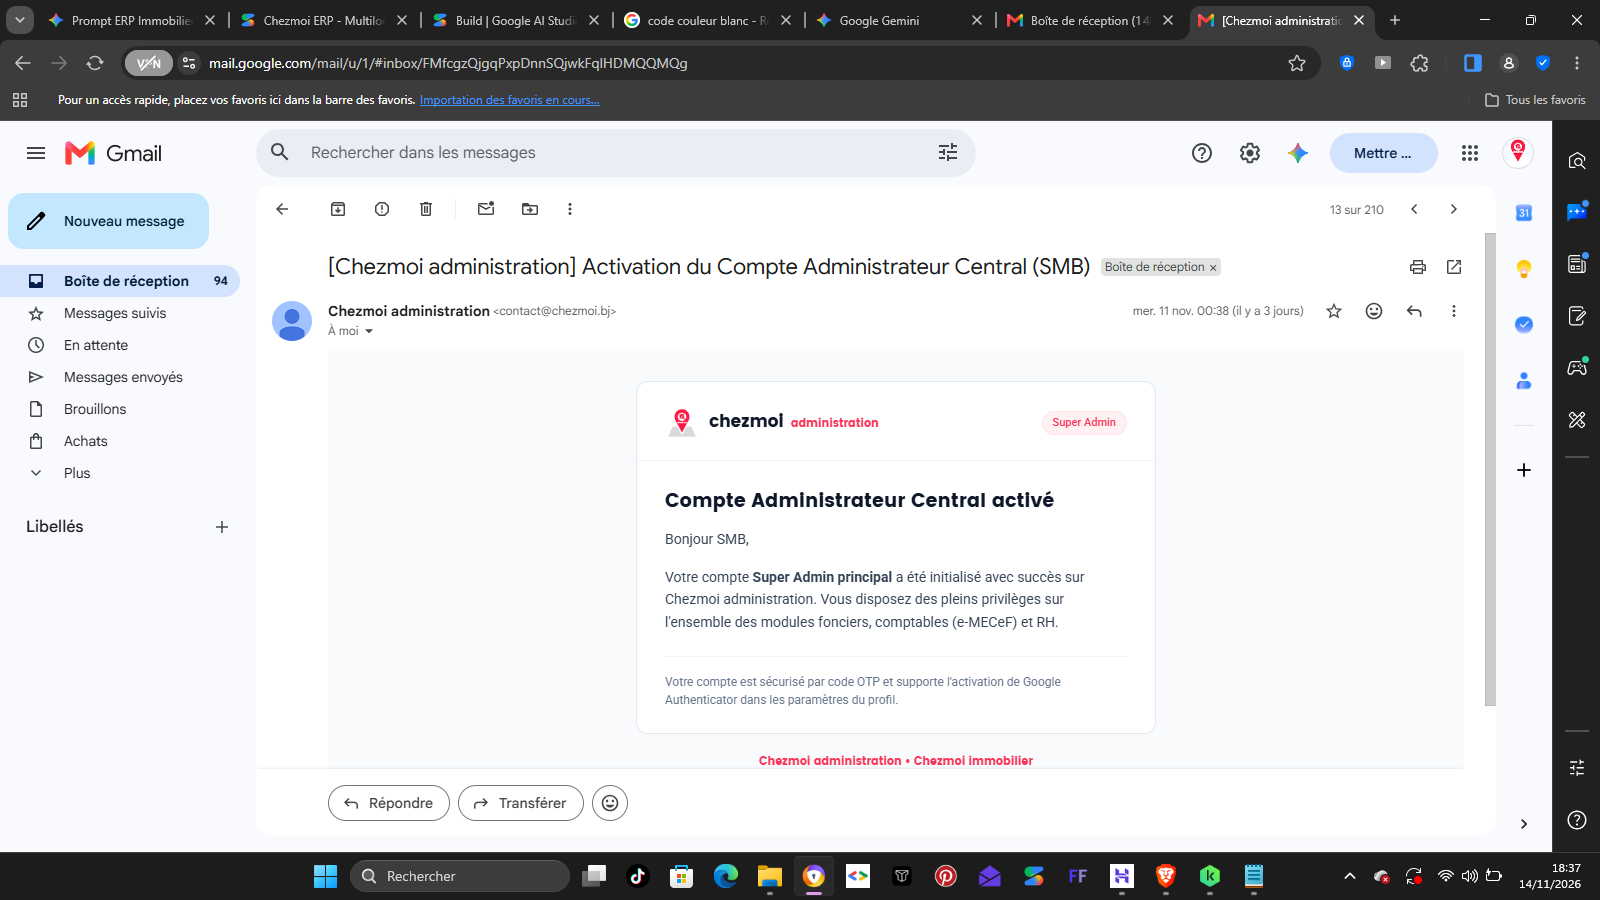 Prompt ERP Immobilie
Chezmoi ERP - Multilo
Build | Google AI Studi
code couleur blanc - R
Google Gemini
Boîte de réception (14
[Chezmoi administratio
VPN
mail.google.com/mail/u/1/#inbox/FMfcgzQjgqPxpDnnSQjwkFqlHDMQQMQg
Pour un accès rapide, placez vos favoris ici dans la barre des favoris. Importation des favoris en cours...
Tous les favoris
Gmail
Rechercher dans les messages
Mettre ...
Nouveau message
13 sur 210
31
Boîte de réception 94
Messages suivis
En attente
Messages envoyés
Brouillons
Achats
Plus
Libellés
[Chezmoi administration] Activation du Compte Administrateur Central (SMB)
Boîte de réception ×
Chezmoi administration <contact@chezmoi.bj>
mer. 11 nov. 00:38 (il y a 3 jours)
À moi
chezmoi administration
Super Admin
Compte Administrateur Central activé
Bonjour SMB,
Votre compte Super Admin principal a été initialisé avec succès sur
Chezmoi administration. Vous disposez des pleins privilèges sur
l'ensemble des modules fonciers, comptables (e-MECeF) et RH.
Votre compte est sécurisé par code OTP et supporte l'activation de Google
Authenticator dans les paramètres du profil.
Chezmoi administration • Chezmoi immobilier
Répondre
Transférer
Rechercher
FF
18:37
14/11/2026